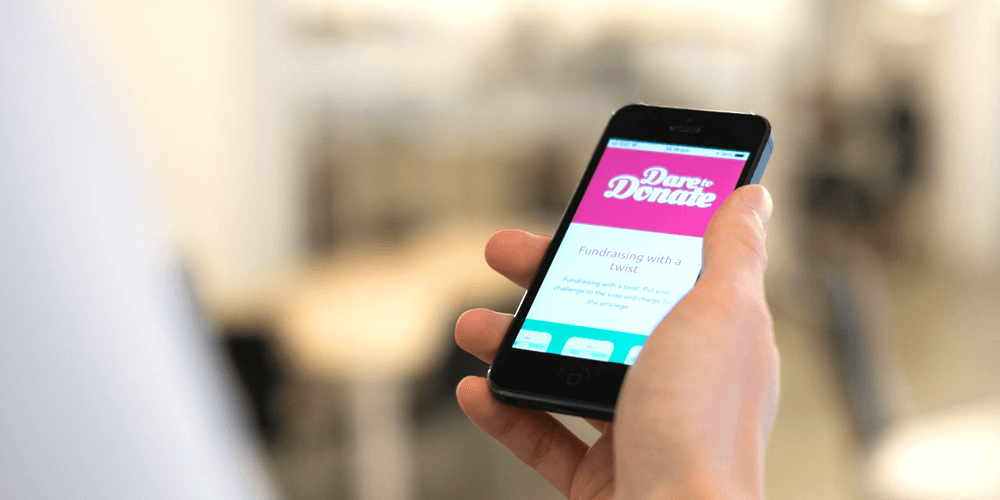 Dare to
Donate
Fundraising with a
twist
Fundraising with a twist. Put your
challenge to the vote and charge for
the privilege